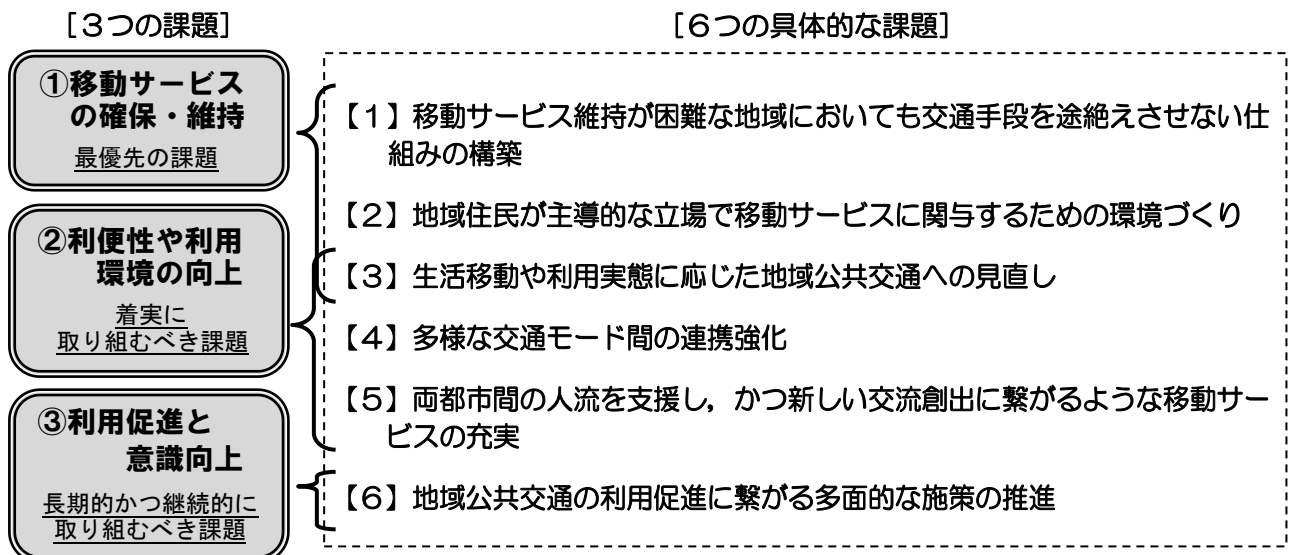 [3つの課題]
①移動サービス
の確保・維持
最優先の課題
②利便性や利用
環境の向上
着実に
取り組むべき課題
③利用促進と
意識向上
長期的かつ継続的に
取り組むべき課題
[6つの具体的な課題]
【1】移動サービス維持が困難な地域においても交通手段を途絶えさせない仕
組みの構築
【2】地域住民が主導的な立場で移動サービスに関与するための環境づくり
【3】生活移動や利用実態に応じた地域公共交通への見直し
【4】多様な交通モード間の連携強化
【5】両都市間の人流を支援し，かつ新しい交流創出に繋がるような移動サー
ビスの充実
【6】地域公共交通の利用促進に繋がる多面的な施策の推進